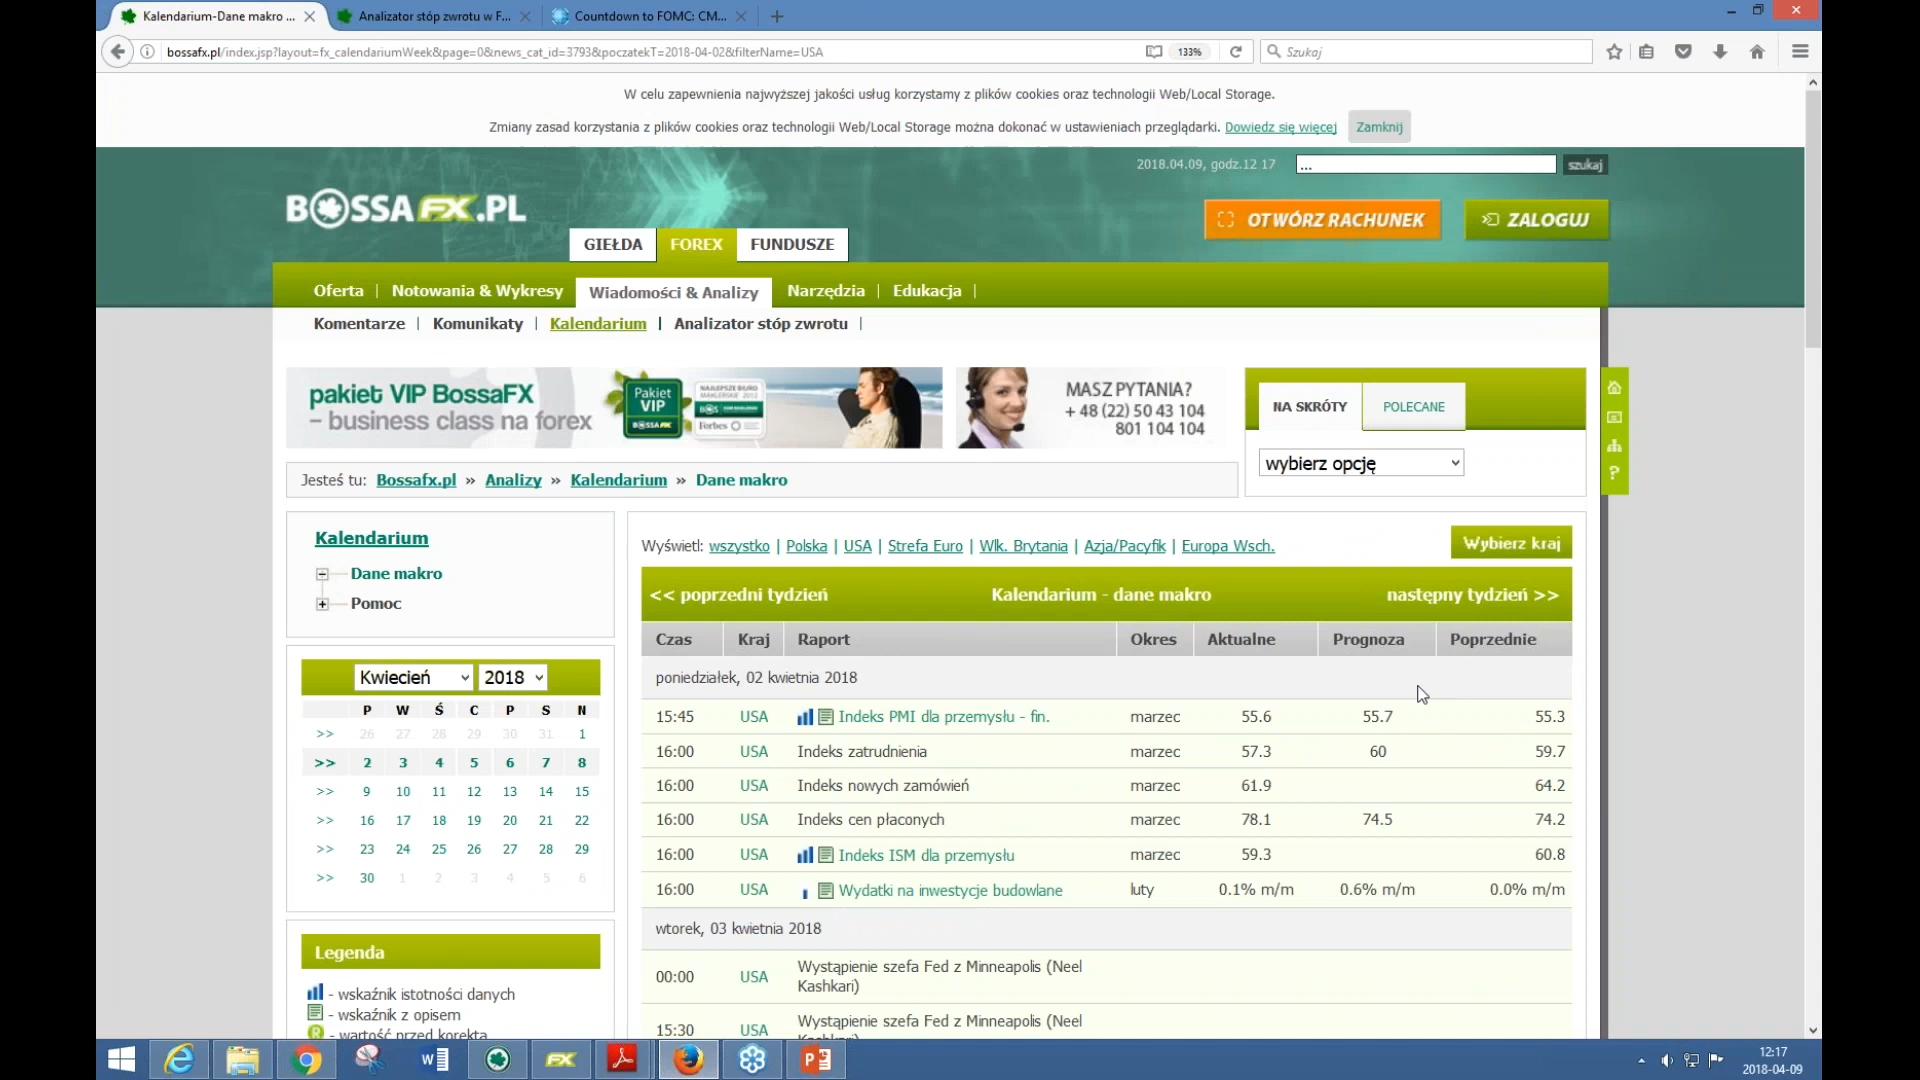 Kalendarium-Dane makro ...
Analizator stóp zwrotu w F...
Countdown to FOMC: CM...
bossafx.pl/index.jsp?layout=fx_calendariumWeek&page=0&news_cat_id=3793&poczatekT=2018-04-02&filterName=USA
133%
Szukaj
W celu zapewnienia najwyższej jakości usług korzystamy z plików cookies oraz technologii Web/Local Storage.
Zmiany zasad korzystania z plików cookies oraz technologii Web/Local Storage można dokonać w ustawieniach przeglądarki. Dowiedz się więcej
Zamknij
2018.04.09, godz.12 17
...
szukaj
BOSSAFX.PL
OTWÓRZ RACHUNEK
ZALOGUJ
GIEŁDA
FOREX
FUNDUSZE
Oferta | Notowania & Wykresy
Wiadomości & Analizy
Narzędzia | Edukacja |
Komentarze | Komunikaty | Kalendarium | Analizator stóp zwrotu |
pakiet VIP BossaFX
– business class na forex
Pakiet
VIP
BOSSAFX
Forbes
MASZ PYTANIA?
+ 48 (22) 50 43 104
801 104 104
NA SKRÓTY
POLECANE
wybierz opcję
Jesteś tu: Bossafx.pl » Analizy » Kalendarium » Dane makro
Kalendarium
Dane makro
Pomoc
Kwiecień 2018
P W Ś C P S N
>> 26 27 28 29 30 31 1
>> 2 3 4 5 6 7 8
>> 9 10 11 12 13 14 15
>> 16 17 18 19 20 21 22
>> 23 24 25 26 27 28 29
>> 30 1 2 3 4 5 6
Legenda
- wskaźnik istotności danych
- wskaźnik z opisem
R - wartość przed korektą
Wyświetl: wszystko | Polska | USA | Strefa Euro | Wlk. Brytania | Azja/Pacyfik | Europa Wsch.
Wybierz kraj
<< poprzedni tydzień Kalendarium - dane makro następny tydzień >>
Czas Kraj Raport Okres Aktualne Prognoza Poprzednie
poniedziałek, 02 kwietnia 2018
15:45 USA Indeks PMI dla przemysłu - fin. marzec 55.6 55.7 55.3
16:00 USA Indeks zatrudnienia marzec 57.3 60 59.7
16:00 USA Indeks nowych zamówień marzec 61.9 64.2
16:00 USA Indeks cen płaconych marzec 78.1 74.5 74.2
16:00 USA Indeks ISM dla przemysłu marzec 59.3 60.8
16:00 USA Wydatki na inwestycje budowlane luty 0.1% m/m 0.6% m/m 0.0% m/m
wtorek, 03 kwietnia 2018
00:00 USA Wystąpienie szefa Fed z Minneapolis (Neel
Kashkari)
15:30 USA Wystąpienie szefa Fed z Minneapolis (Neel
Kashkari)
12:17
2018-04-09